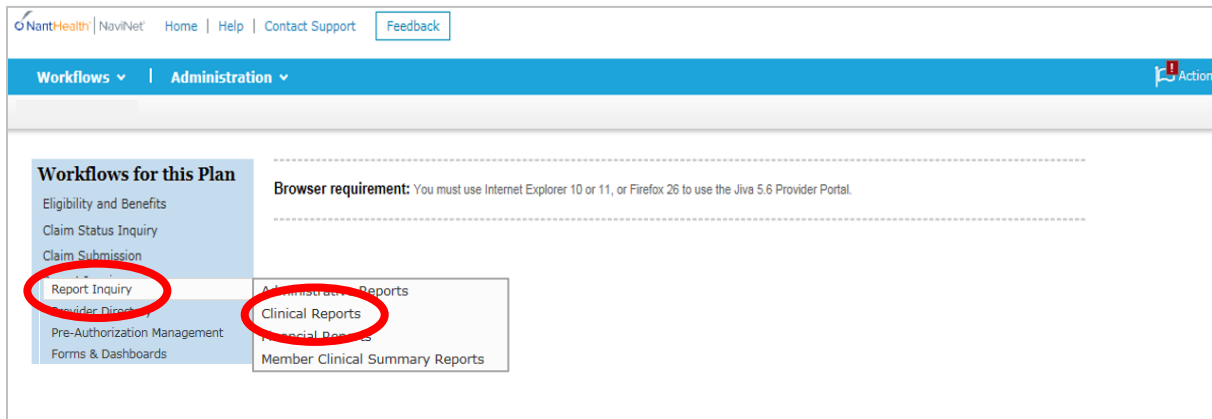 NantHealth® | NaviNet® Home | Help | Contact Support Feedback
Workflows | Administration ! Action
Workflows for this Plan
Browser requirement: You must use Internet Explorer 10 or 11, or Firefox 26 to use the Jiva 5.6 Provider Portal.
Eligibility and Benefits
Claim Status Inquiry
Claim Submission
Report Inquiry
Provider Directory
Pre-Authorization Management
Forms & Dashboards
Administrative Reports
Clinical Reports
Financial Reports
Member Clinical Summary Reports